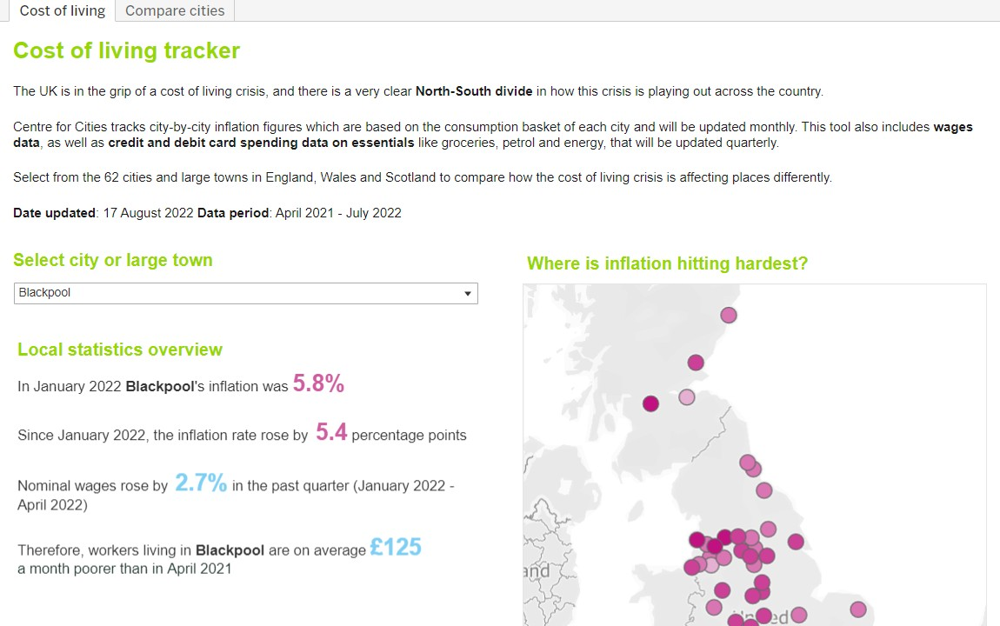 Cost of living
Compare cities
Cost of living tracker
The UK is in the grip of a cost of living crisis, and there is a very clear North-South divide in how this crisis is playing out across the country.
Centre for Cities tracks city-by-city inflation figures which are based on the consumption basket of each city and will be updated monthly. This tool also includes wages
data, as well as credit and debit card spending data on essentials like groceries, petrol and energy, that will be updated quarterly.
Select from the 62 cities and large towns in England, Wales and Scotland to compare how the cost of living crisis is affecting places differently.
Date updated: 17 August 2022 Data period: April 2021 - July 2022
Select city or large town
Blackpool
Local statistics overview
In January 2022 Blackpool's inflation was 5.8%
Since January 2022, the inflation rate rose by 5.4 percentage points
Nominal wages rose by 2.7% in the past quarter (January 2022 -
April 2022)
Therefore, workers living in Blackpool are on average £125
a month poorer than in April 2021
Where is inflation hitting hardest?
and